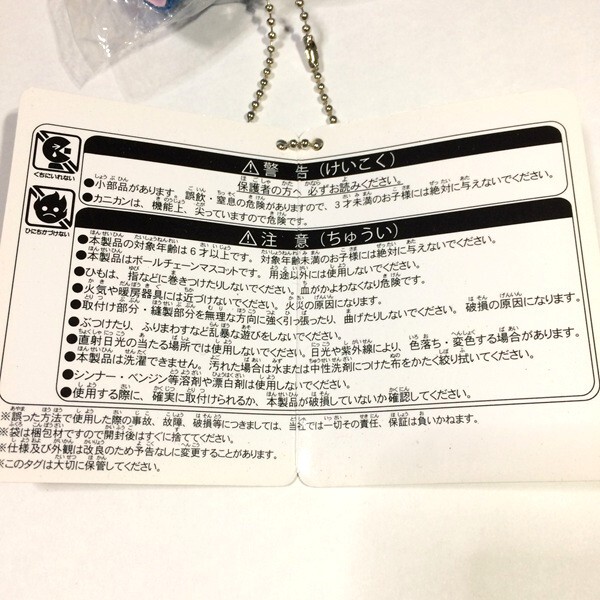 ⚠警告(けいこく)
保護者の方へ 必ずお読みください。
●小部品があります。誤飲・窒息の危険がありますので、3才未満のお子様には絶対に与えないでください。
●カニカンは、機能上、尖っていますので危険です。
くちにいれない
⚠注意(ちゅうい)
●本製品の対象年齢は6才以上です。対象年齢未満のお子様には絶対に与えないでください。
●本製品はボールチェーンマスコットです。用途以外には使用しないでください。
●ひもは、指などに巻きつけたりしないでください。血がかよわなくなり危険です。
●火気や暖房器具には近づけないでください。火災の原因になります。
●取付け部分・縫製部分を無理な方向に強く引っ張ったり、曲げたりしないでください。破損の原因になります。
●ぶつけたり、ふりまわすなど乱暴な遊びをしないでください。
●直射日光の当たる場所では使用しないでください。日光や紫外線により、色落ち・変色する場合があります。
●本製品は洗濯できません。汚れた場合は水または中性洗剤につけた布をかたく絞り拭してください。
●シンナー・ベンジン等溶剤や漂白剤は使用しないでください。
●使用する際に、確実に取付けられるか、本製品が破損していないか確認してください。
ひにちかづけない
※誤った方法で使用した際の事故、故障、破損等につきましては、当社では一切その責任、保証は負いかねます。
※袋は梱包材ですので開封後はすぐに捨ててください。
※仕様及び外観は改良のため予告なしに変更することがあります。
※このタグは大切に保管してください。